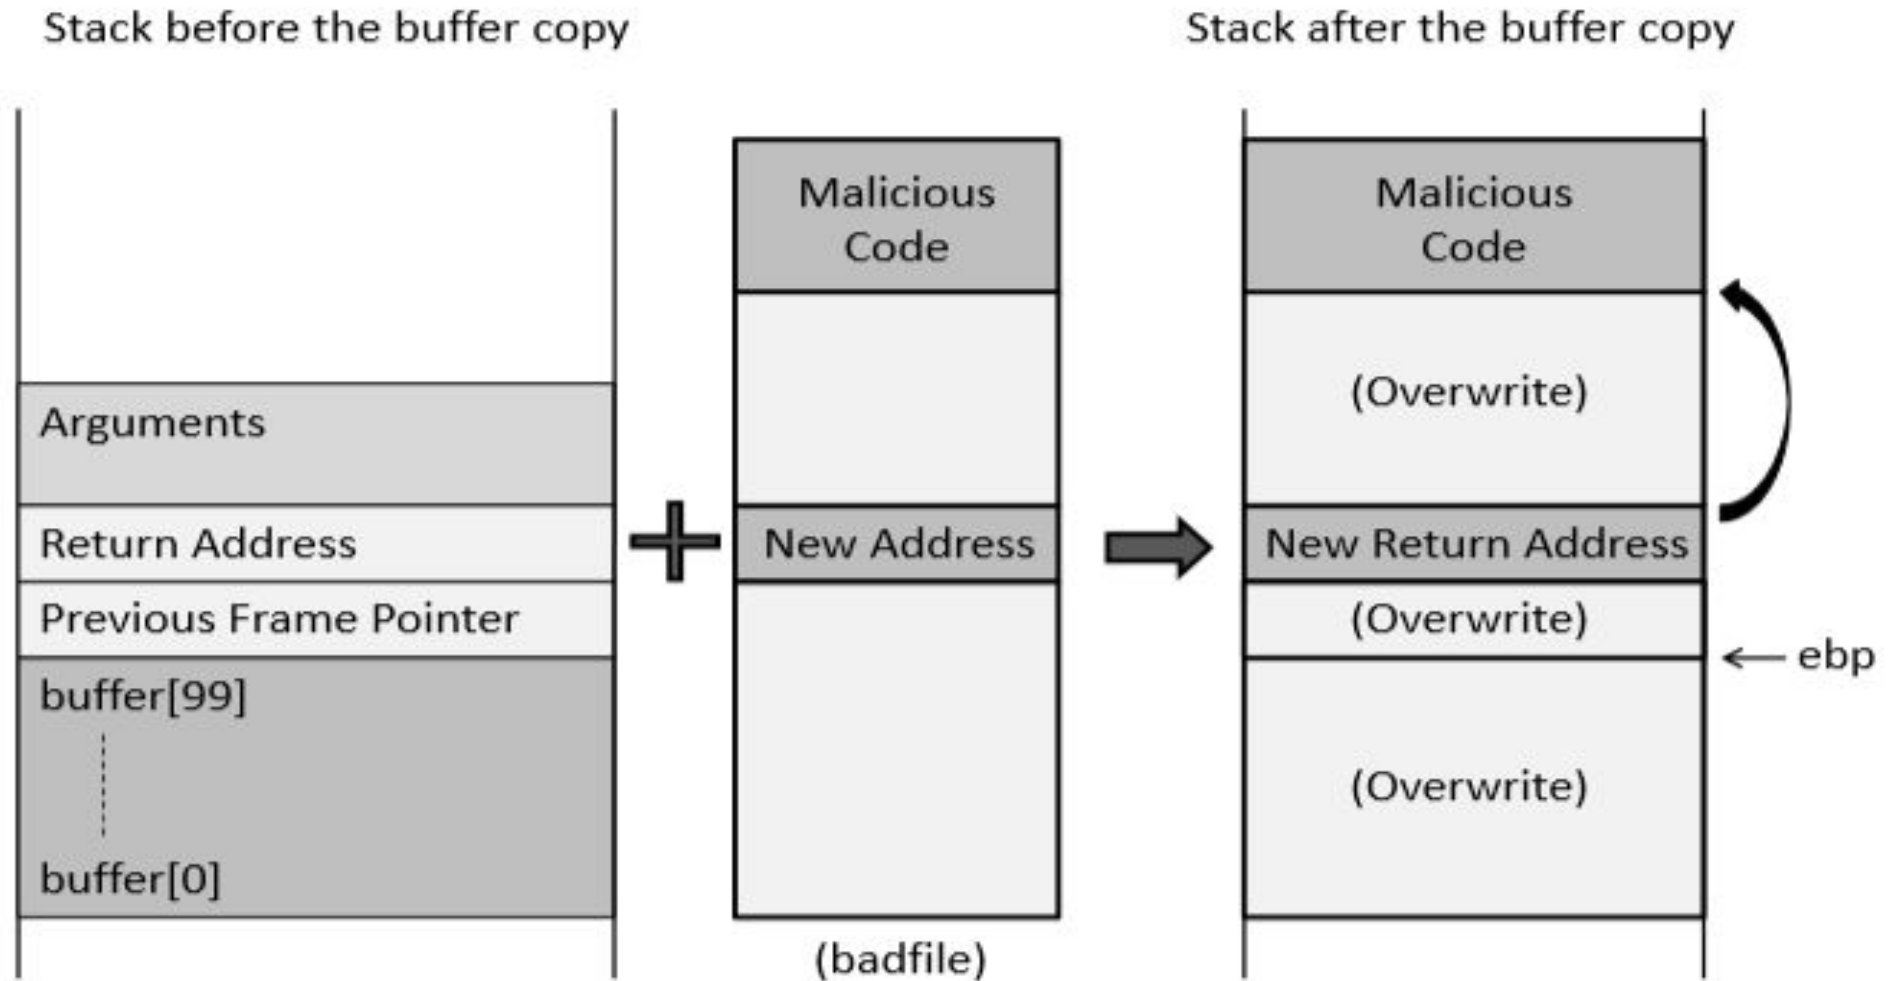 Stack before the buffer copy
Stack after the buffer copy
Arguments
Return Address
Previous Frame Pointer
buffer[99]
buffer[0]
Malicious
Code
New Address
(badfile)
Malicious
Code
(Overwrite)
New Return Address
(Overwrite)
ebp
(Overwrite)